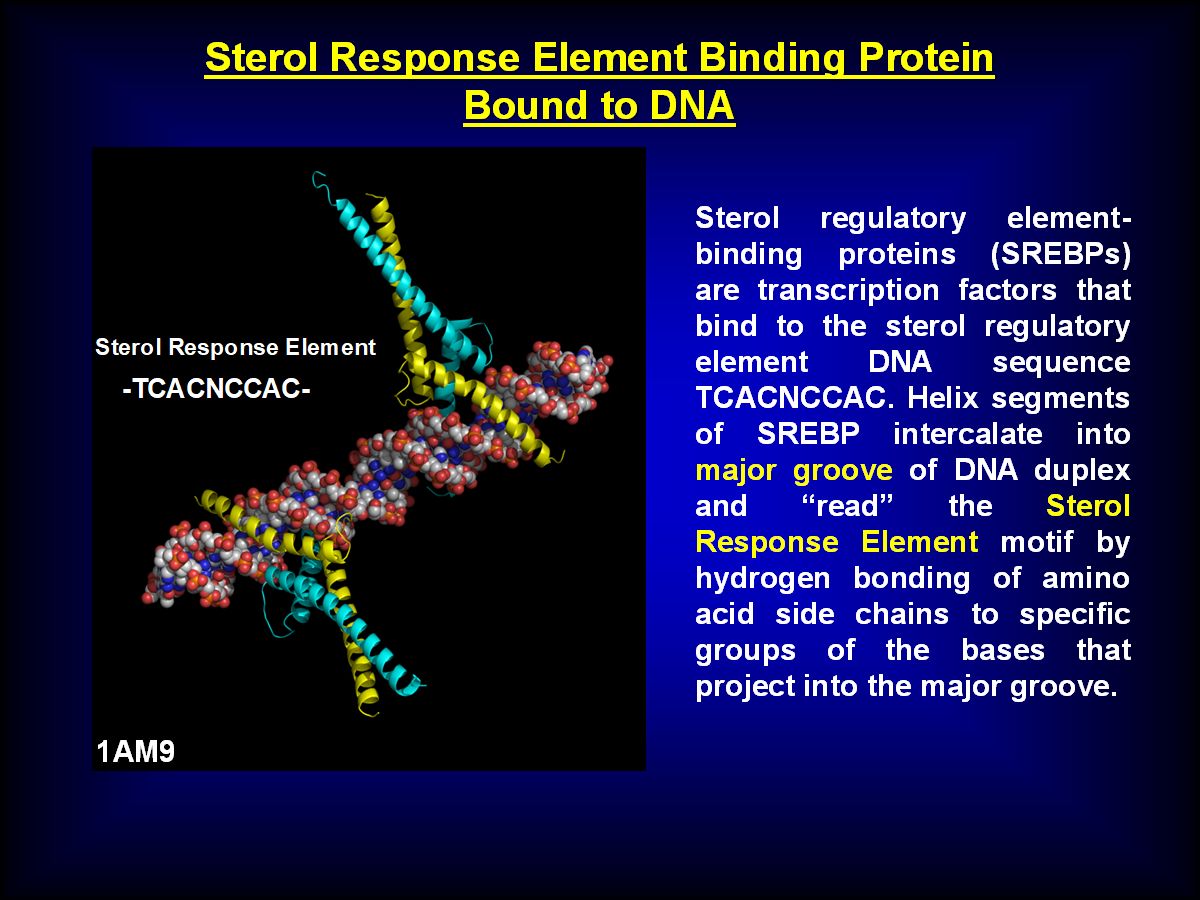 Sterol Response Element Binding Protein
Bound to DNA
Sterol Response Element
-TCACNCCAC-
1AM9
Sterol regulatory element-
binding proteins (SREBPs)
are transcription factors that
bind to the sterol regulatory
element DNA sequence
TCACNCCAC. Helix segments
of SREBP intercalate into
major groove of DNA duplex
and “read” the Sterol
Response Element motif by
hydrogen bonding of amino
acid side chains to specific
groups of the bases that
project into the major groove.